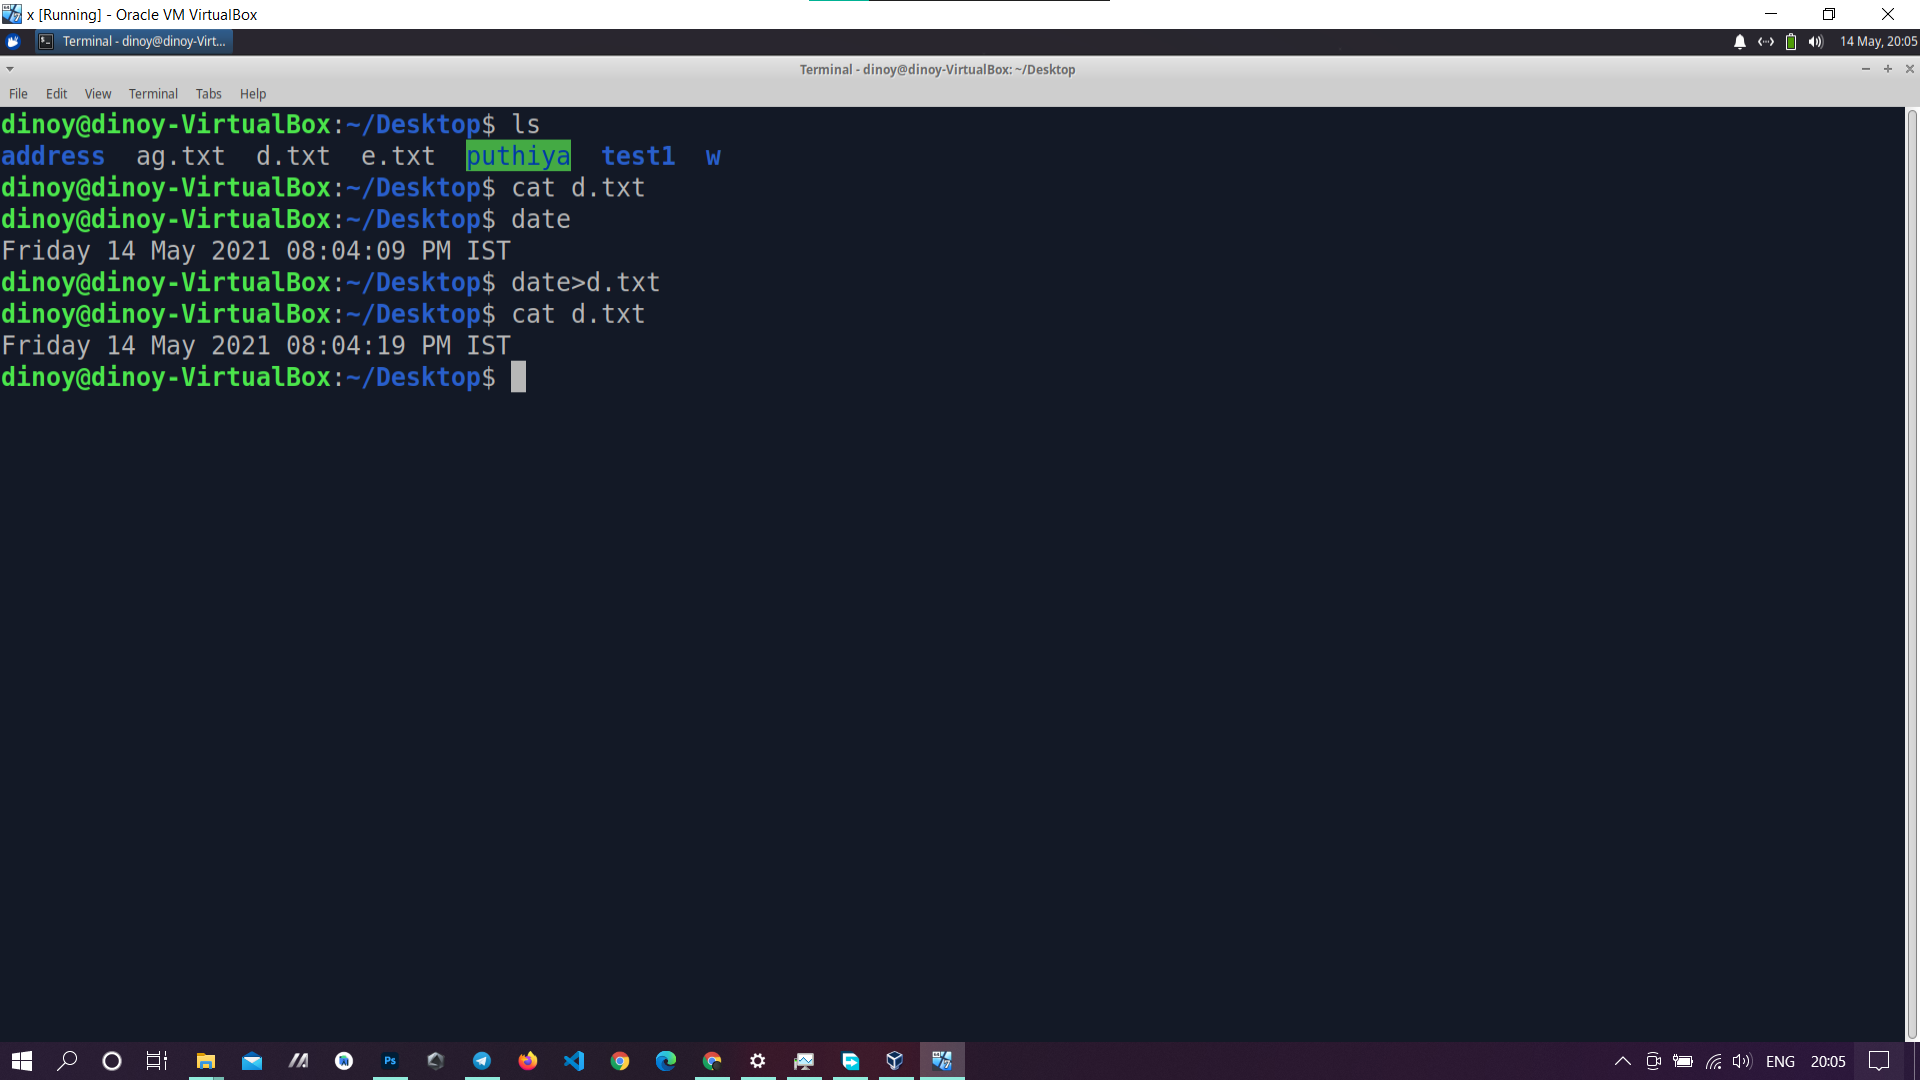 x [Running] - Oracle VM VirtualBox
Terminal - dinoy@dinoy-Virt...
14 May, 20:05
Terminal - dinoy@dinoy-VirtualBox: ~/Desktop
File Edit View Terminal Tabs Help
dinoy@dinoy-VirtualBox:~/Desktop$ ls
address ag.txt d.txt e.txt puthiya test1 w
dinoy@dinoy-VirtualBox:~/Desktop$ cat d.txt
dinoy@dinoy-VirtualBox:~/Desktop$ date
Friday 14 May 2021 08:04:09 PM IST
dinoy@dinoy-VirtualBox:~/Desktop$ date>d.txt
dinoy@dinoy-VirtualBox:~/Desktop$ cat d.txt
Friday 14 May 2021 08:04:19 PM IST
dinoy@dinoy-VirtualBox:~/Desktop$
Ps
ENG 20:05